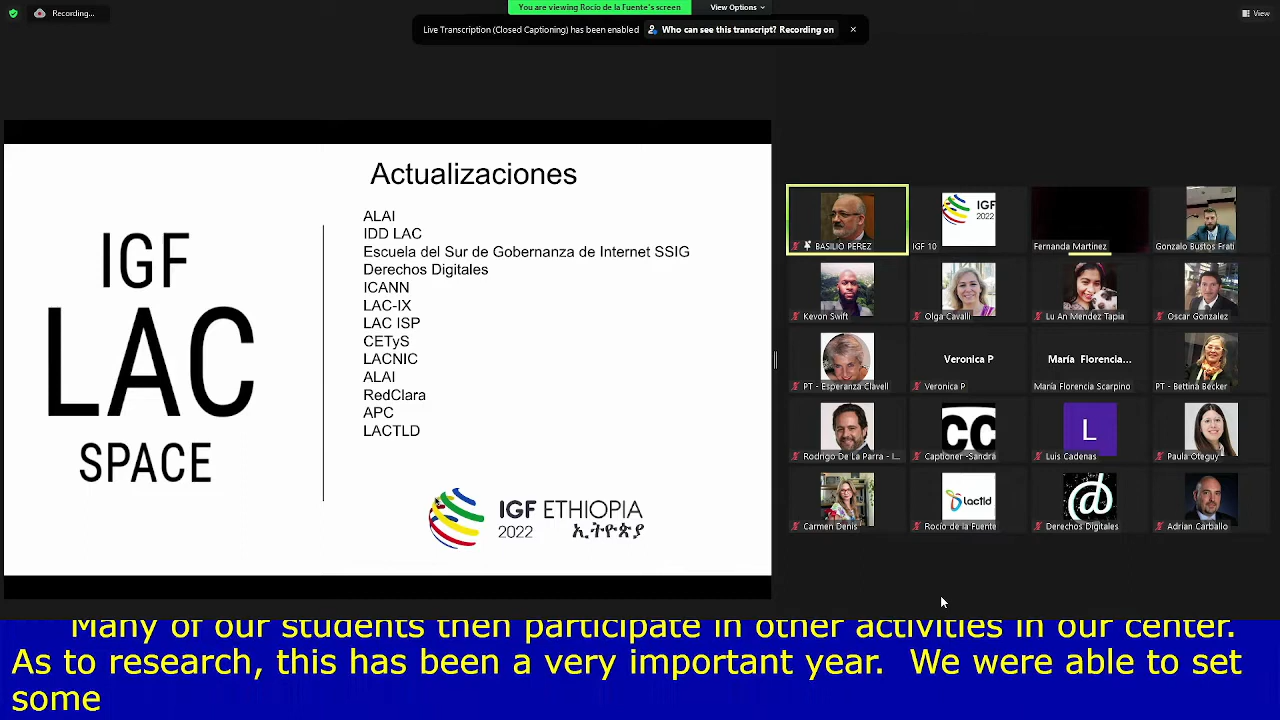 Recording...
You are viewing Rocio de la Fuente's screen
View Options
View
Live Transcription (Closed Captioning) has been enabled
Who can see this transcript? Recording on
IGF
LAC
SPACE
Actualizaciones
ALAI
IDD LAC
Escuela del Sur de Gobernanza de Internet SSIG
Derechos Digitales
ICANN
LAC-IX
LAC ISP
CETyS
LACNIC
ALAI
RedClara
APC
LACTLD
IGF ETHIOPIA
2022 ኢትዮጵያ
BASILIO PEREZ
IGF
2022
IGF 10
Fernanda Martinez
Gonzalo Bustos Frati
Kevon Swift
Olga Cavalli
Lu An Mendez Tapia
Oscar Gonzalez
PT - Esperanza Clavell
Veronica P
Veronica P
María Florencia...
María Florencia Scarpino
PT - Bettina Becker
Rodrigo De La Parra - I...
CC
Captioner -Sandra
L
Luis Cadenas
Paula Oteguy
Carmen Denis
lactld
Rocio de la Fuente
@
Derechos Digitales
Adrian Carballo
Many of our students then participate in other activities in our center.
As to research, this has been a very important year. We were able to set
some